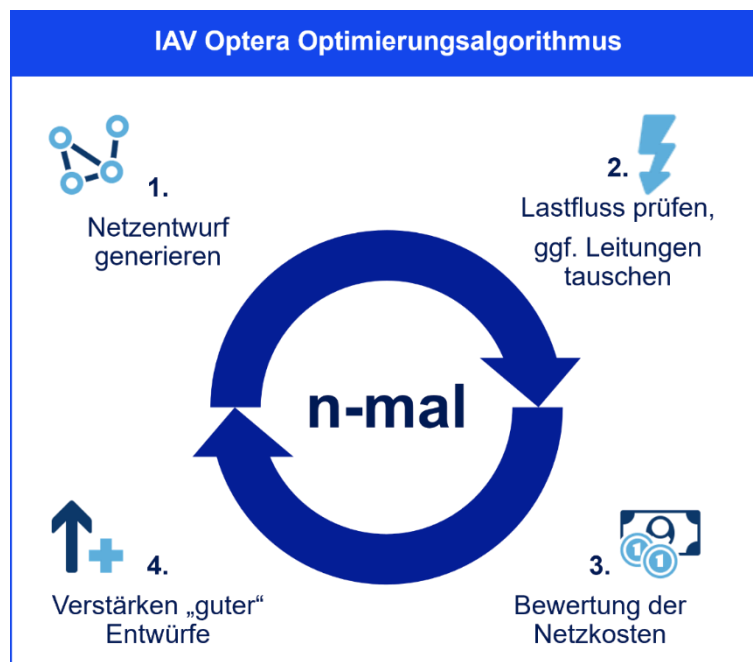 IAV Optera Optimierungsalgorithmus
1.
Netzentwurf
generieren
2.
Lastfluss prüfen,
ggf. Leitungen
tauschen
n-mal
3.
Bewertung der
Netzkosten
4.
Verstärken „guter“
Entwürfe